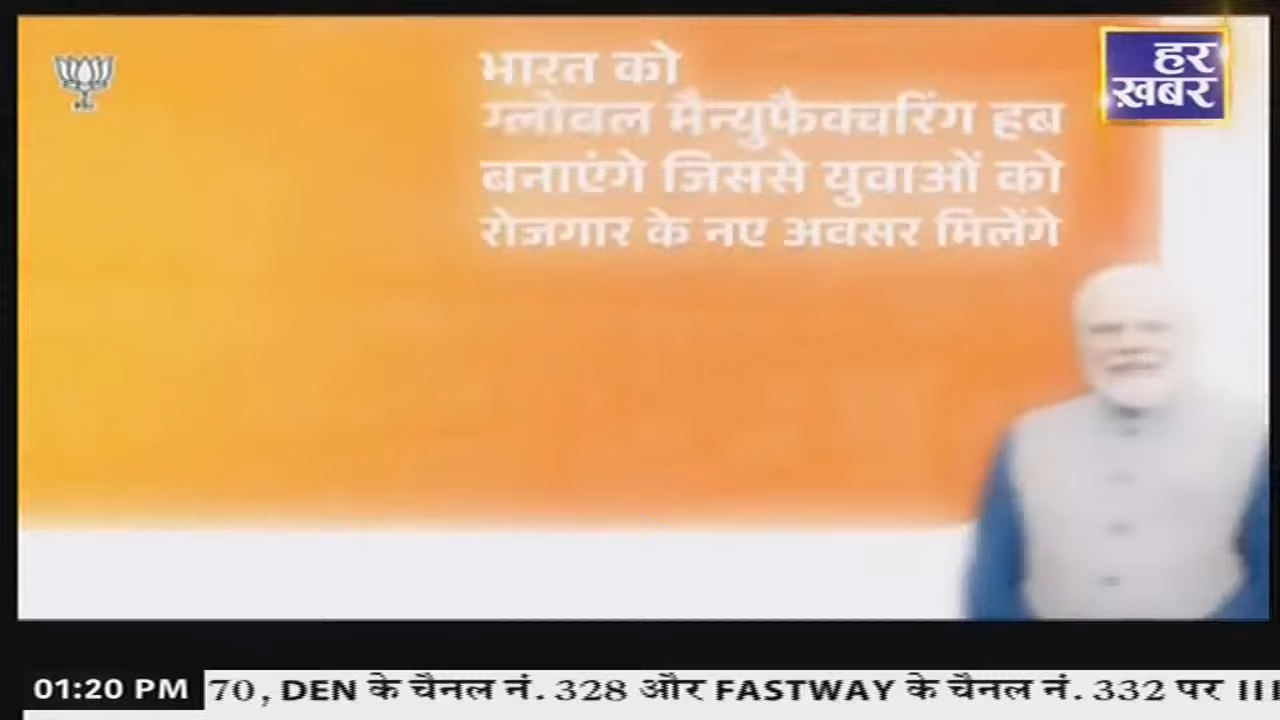 भारत को
ग्लोबल मैन्युफैक्चरिंग हब
बनाएंगे जिससे युवाओं को
रोजगार के नए अवसर मिलेंगे
हर
ख़बर
01:20 PM
70, DEN के चैनल नं. 328 और FASTWAY के चैनल नं. 332 पर III